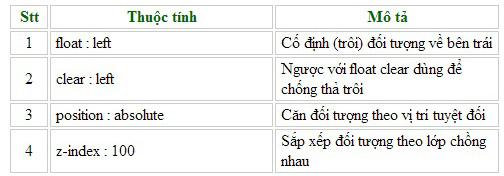 Stt Thuộc tính Mô tả
1 float : left Cố định (trôi) đối tượng về bên trái
2 clear : left Ngược với float clear dùng để
chống thả trôi
3 position : absolute Căn đối tượng theo vị trí tuyệt đối
4 z-index : 100 Sắp xếp đối tượng theo lớp chồng
nhau